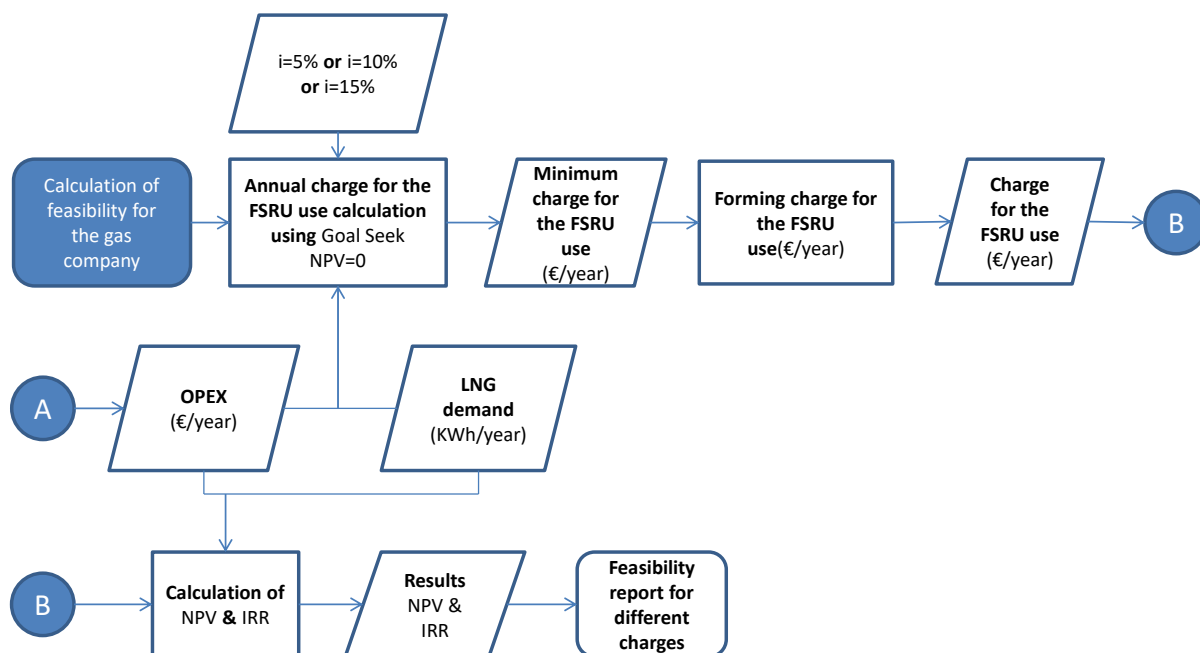 i=5% or i=10%
or i=15%
Calculation of
feasibility for
the gas
company
Annual charge for the
FSRU use calculation
using Goal Seek
NPV=0
Minimum
charge for
the FSRU
use
(€/year)
Forming charge for
the FSRU
use(€/year)
Charge
for the
FSRU use
(€/year)
B
A
OPEX
(€/year)
LNG
demand
(KWh/year)
B
Calculation of
NPV & IRR
Results
NPV &
IRR
Feasibility
report for
different
charges